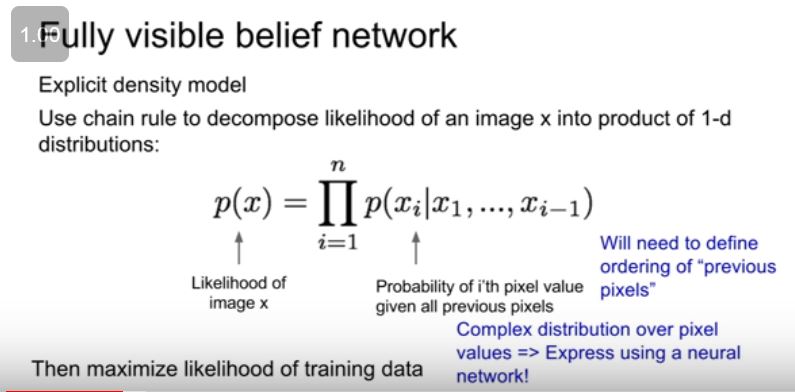 1.00
Fully visible belief network
Explicit density model
Use chain rule to decompose likelihood of an image x into product of 1-d
distributions:
p(x) = ∏_{i=1}^{n} p(x_i|x_1, ..., x_{i-1})
Will need to define
ordering of “previous
pixels”
Likelihood of
image x
Probability of i'th pixel value
given all previous pixels
Complex distribution over pixel
values => Express using a neural
network!
Then maximize likelihood of training data